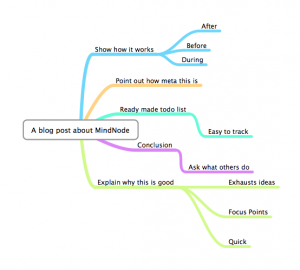 After
Show how it works
Before
During
Point out how meta this is
Ready made todo list
Easy to track
A blog post about MindNode
Conclusion
Ask what others do
Explain why this is good
Exhausts ideas
Focus Points
Quick